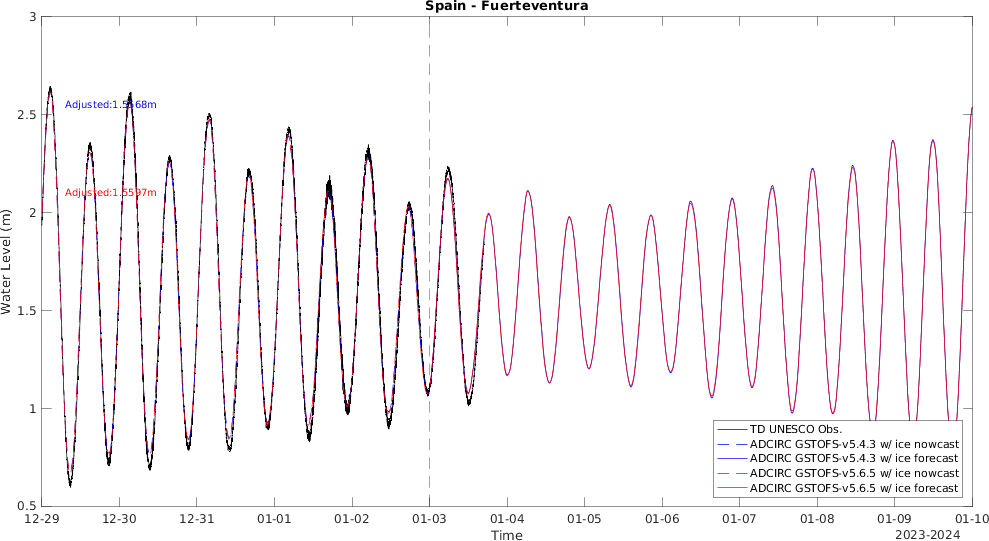 Spain - Fuerteventura
3
2.5
2
1.5
1
0.5
Water Level (m)
Adjusted:1.5568m
Adjusted:1.5597m
TD UNESCO Obs.
ADCIRC GSTOFS-v5.4.3 w/ ice nowcast
ADCIRC GSTOFS-v5.4.3 w/ ice forecast
ADCIRC GSTOFS-v5.6.5 w/ ice nowcast
ADCIRC GSTOFS-v5.6.5 w/ ice forecast
12-29 12-30 12-31 01-01 01-02 01-03 01-04 01-05 01-06 01-07 01-08 01-09 01-10
Time
2023-2024